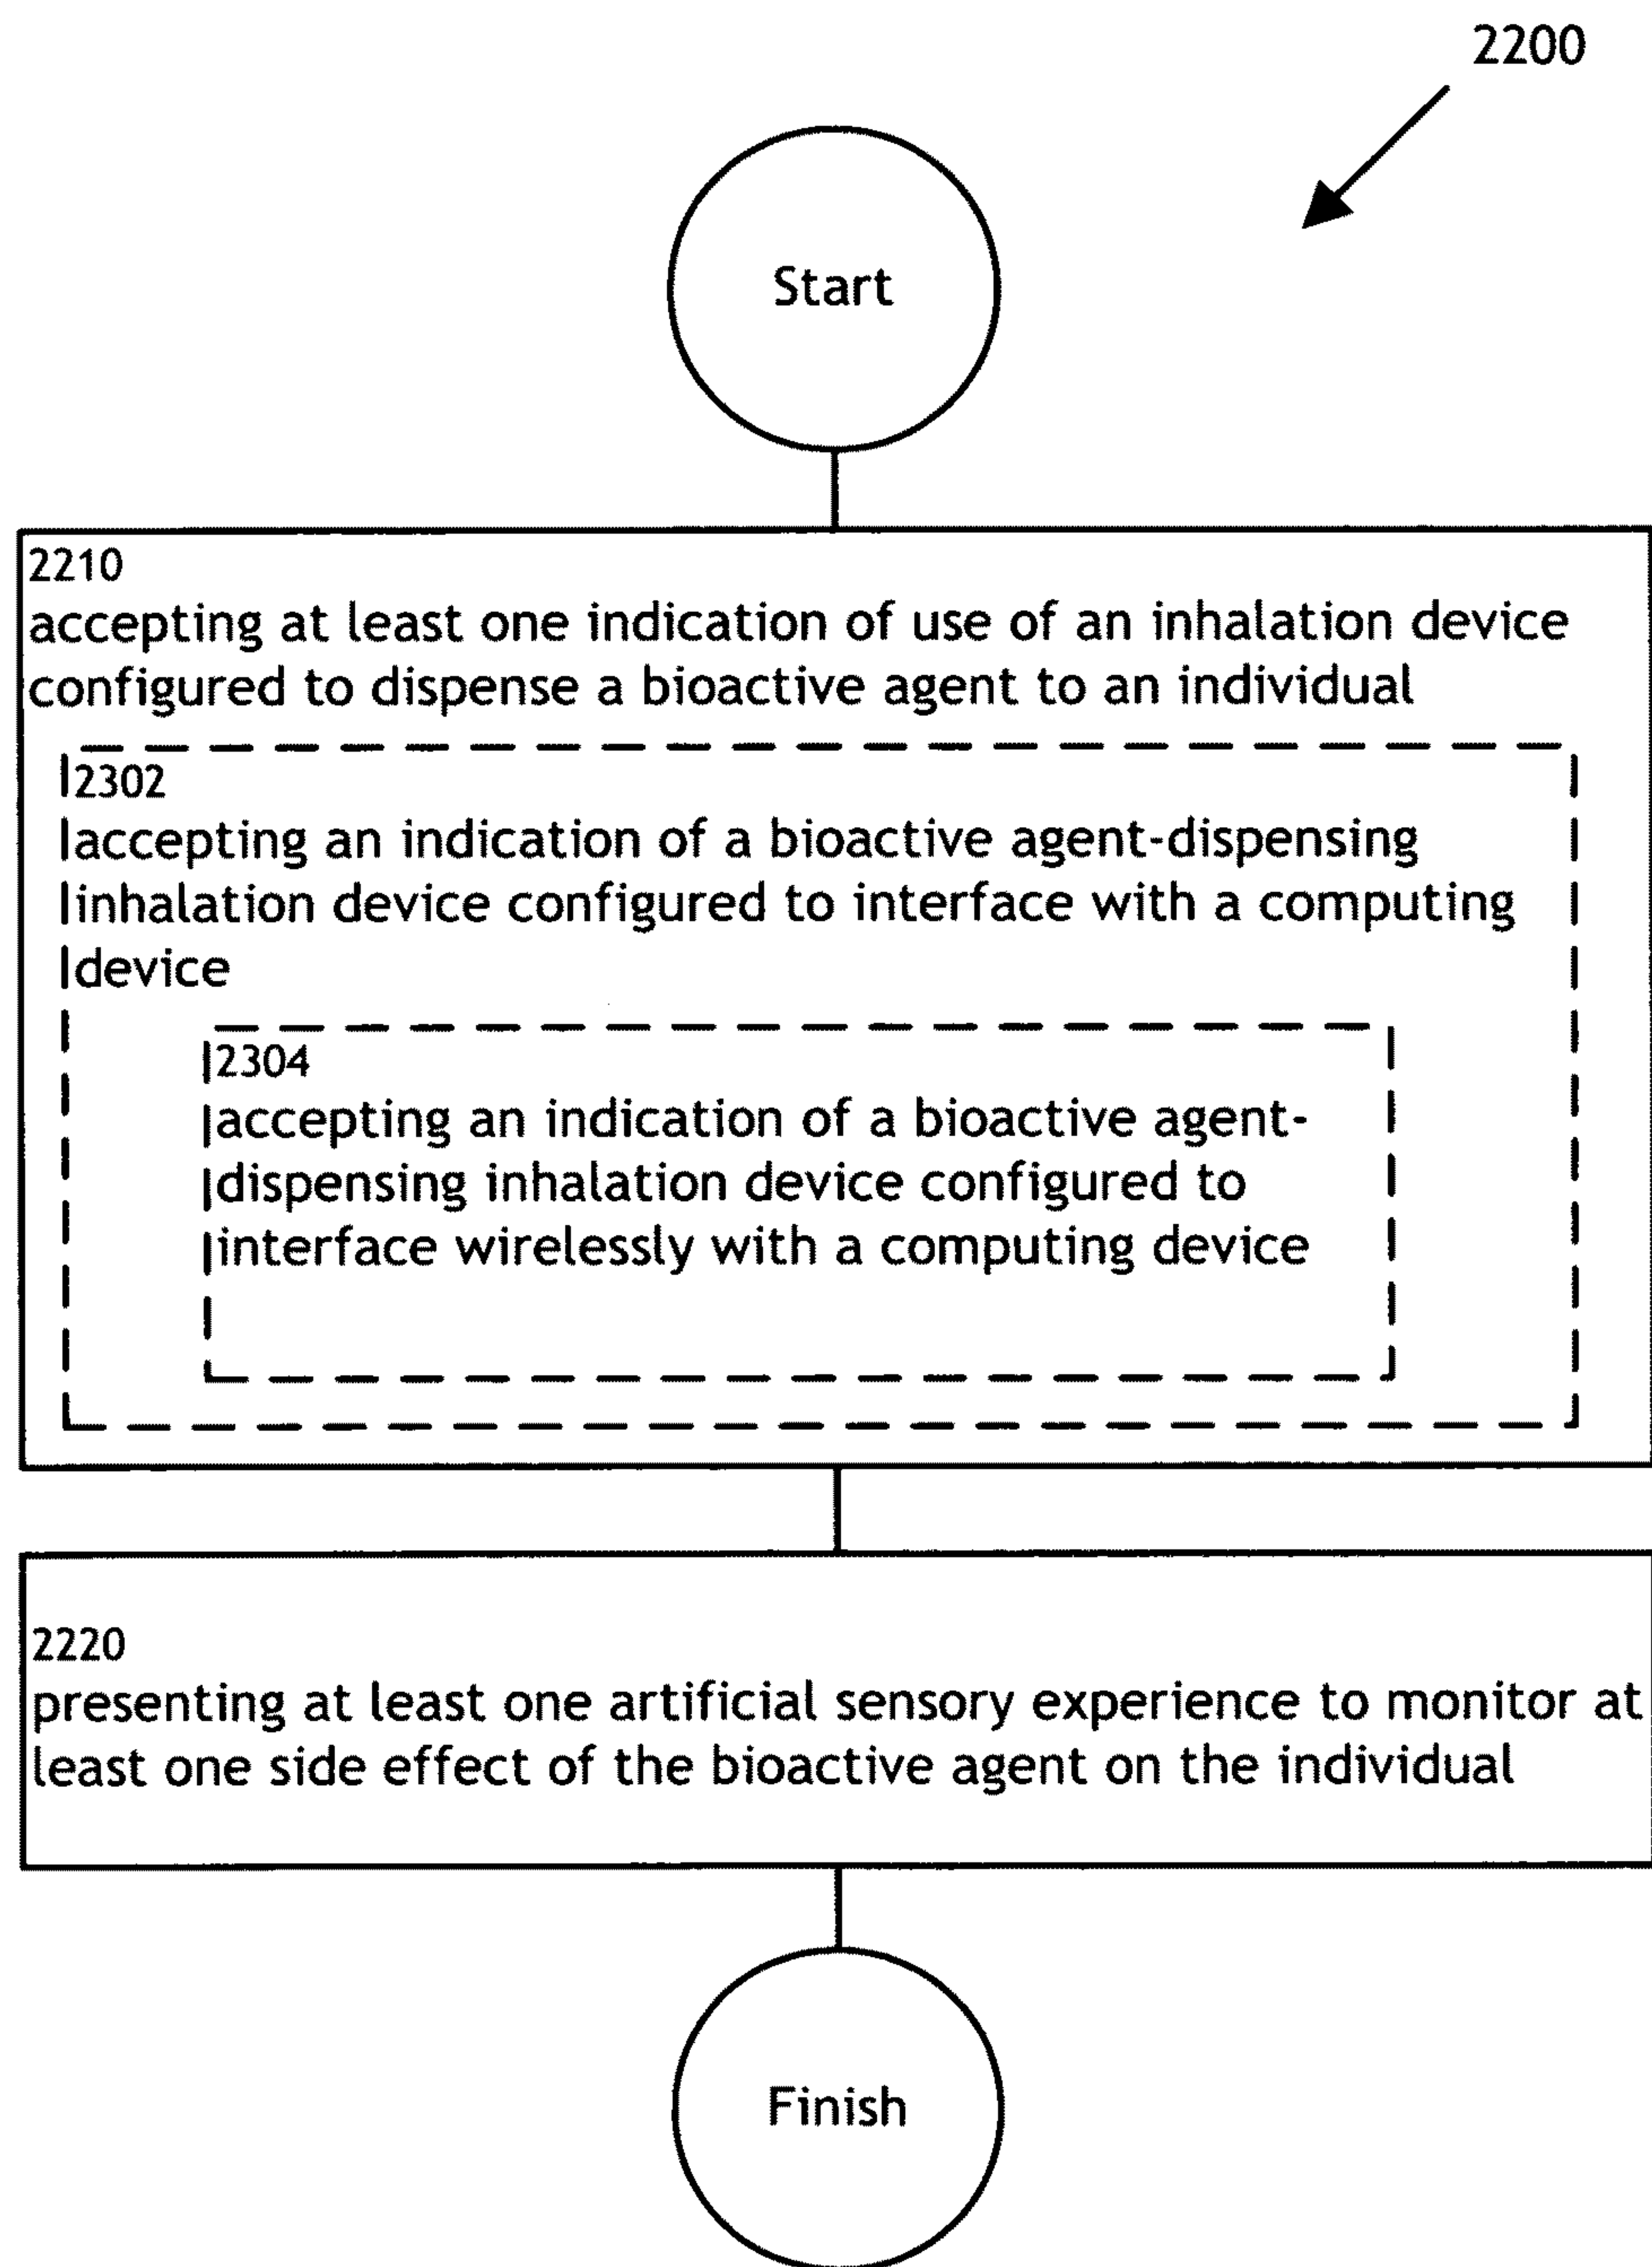 2200
Start
2210
accepting at least one indication of use of an inhalation device
configured to dispense a bioactive agent to an individual
2302
accepting an indication of a bioactive agent-dispensing
inhalation device configured to interface with a computing
device
2304
accepting an indication of a bioactive agent-
dispensing inhalation device configured to
interface wirelessly with a computing device
2220
presenting at least one artificial sensory experience to monitor at
least one side effect of the bioactive agent on the individual
Finish